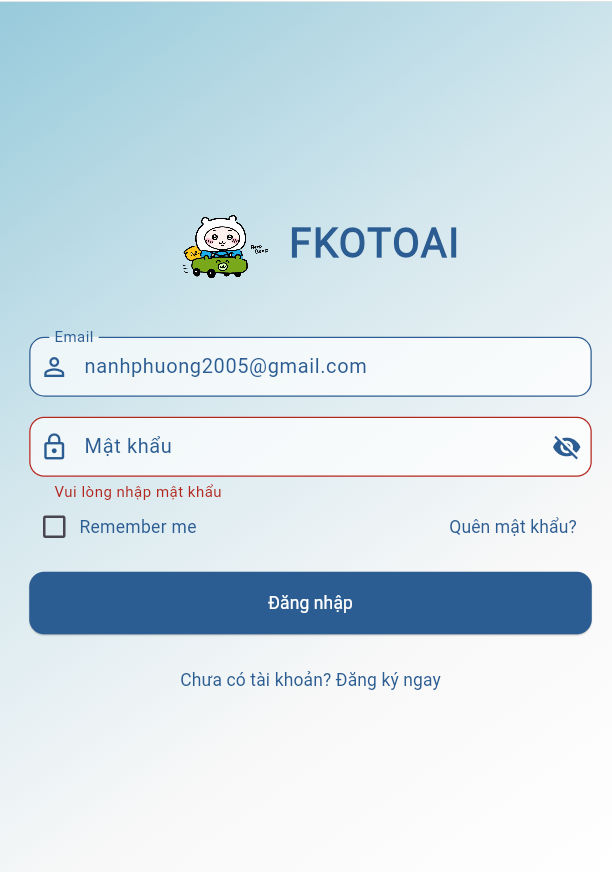 FKOTOAI
Email
nanhphuong2005@gmail.com
Mật khẩu
Vui lòng nhập mật khẩu
Remember me
Quên mật khẩu?
Đăng nhập
Chưa có tài khoản? Đăng ký ngay